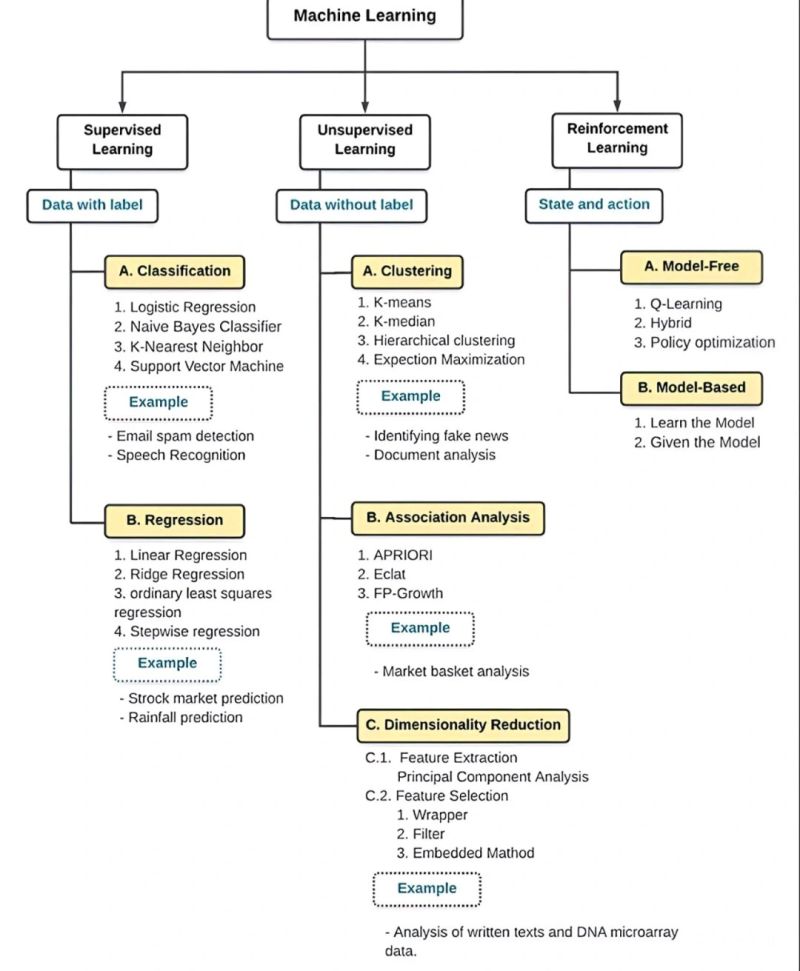 Machine Learning
Supervised
Learning
Unsupervised
Learning
Reinforcement
Learning
Data with label
Data without label
State and action
A. Classification
1. Logistic Regression
2. Naive Bayes Classifier
3. K-Nearest Neighbor
4. Support Vector Machine
Example
- Email spam detection
- Speech Recognition
B. Regression
1. Linear Regression
2. Ridge Regression
3. ordinary least squares
regression
4. Stepwise regression
Example
- Strock market prediction
- Rainfall prediction
A. Clustering
1. K-means
2. K-median
3. Hierarchical clustering
4. Expection Maximization
Example
- Identifying fake news
- Document analysis
B. Association Analysis
1. APRIORI
2. Eclat
3. FP-Growth
Example
- Market basket analysis
C. Dimensionality Reduction
C.1. Feature Extraction
Principal Component Analysis
C.2. Feature Selection
1. Wrapper
2. Filter
3. Embedded Mathod
Example
- Analysis of written texts and DNA microarray
data.
A. Model-Free
1. Q-Learning
2. Hybrid
3. Policy optimization
B. Model-Based
1. Learn the Model
2. Given the Model